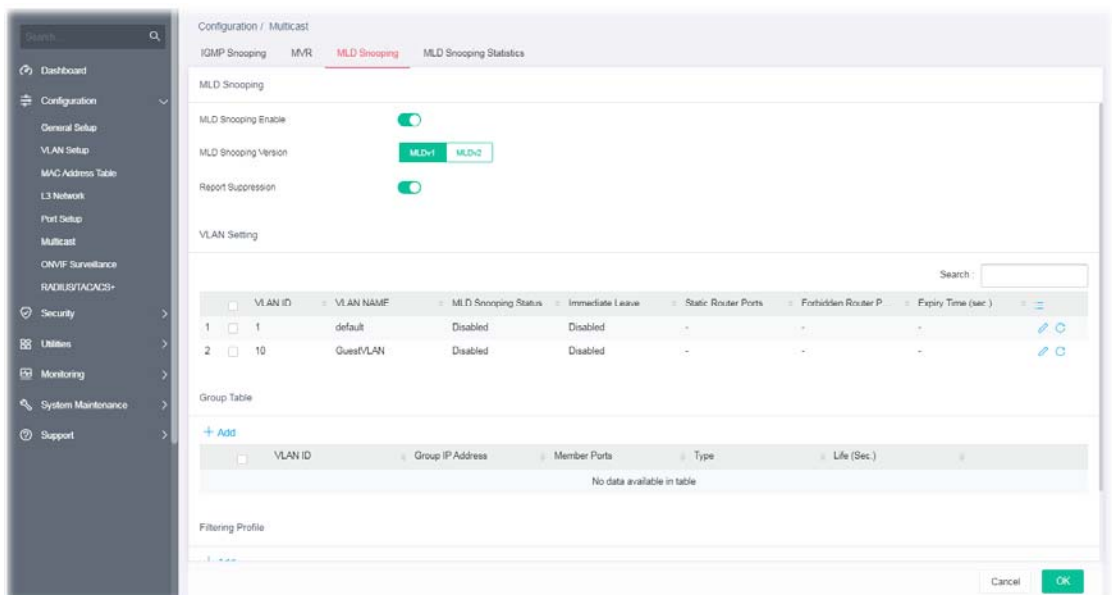 Search...
Configuration / Multicast
IGMP Snooping MVR MLD Snooping MLD Snooping Statistics
Dashboard
Configuration
General Setup
VLAN Setup
MAC Address Table
L3 Network
Port Setup
Multicast
ONVIF Surveillance
RADIUS/TACACS+
Security
Utilities
Monitoring
System Maintenance
Support
MLD Snooping
MLD Snooping Enable
MLD Snooping Version MLDv1 MLDv2
Report Suppression
VLAN Setting
Search :
VLAN ID VLAN NAME MLD Snooping Status Immediate Leave Static Router Ports Forbidden Router P... Expiry Time (sec.)
1 1 default Disabled Disabled - - -
2 10 GuestVLAN Disabled Disabled - - -
Group Table
+ Add
VLAN ID Group IP Address Member Ports Type Life (Sec.)
No data available in table
Filtering Profile
Cancel OK